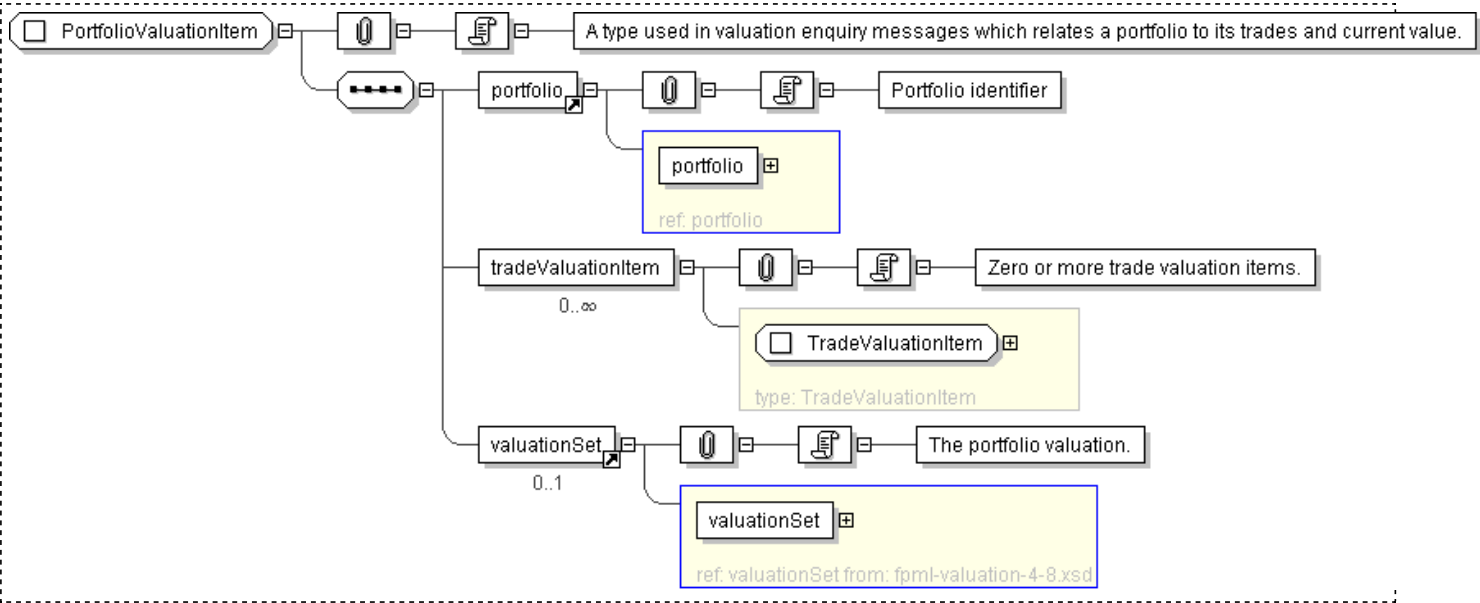 PortfolioValuationItem
A type used in valuation enquiry messages which relates a portfolio to its trades and current value.
portfolio
Portfolio identifier
portfolio
ref: portfolio
tradeValuationItem
Zero or more trade valuation items.
0..∞
TradeValuationItem
type: TradeValuationItem
valuationSet
The portfolio valuation.
0..1
valuationSet
ref: valuationSet from: fpml-valuation-4-8.xsd